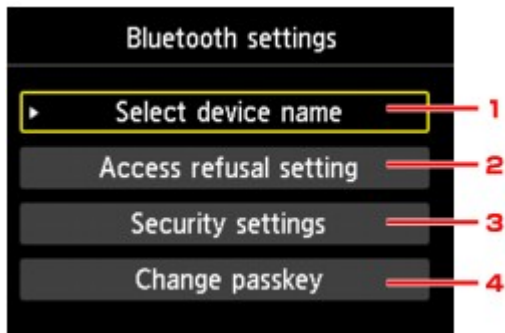 Bluetooth settings
Select device name 1
Access refusal setting 2
Security settings 3
Change passkey 4